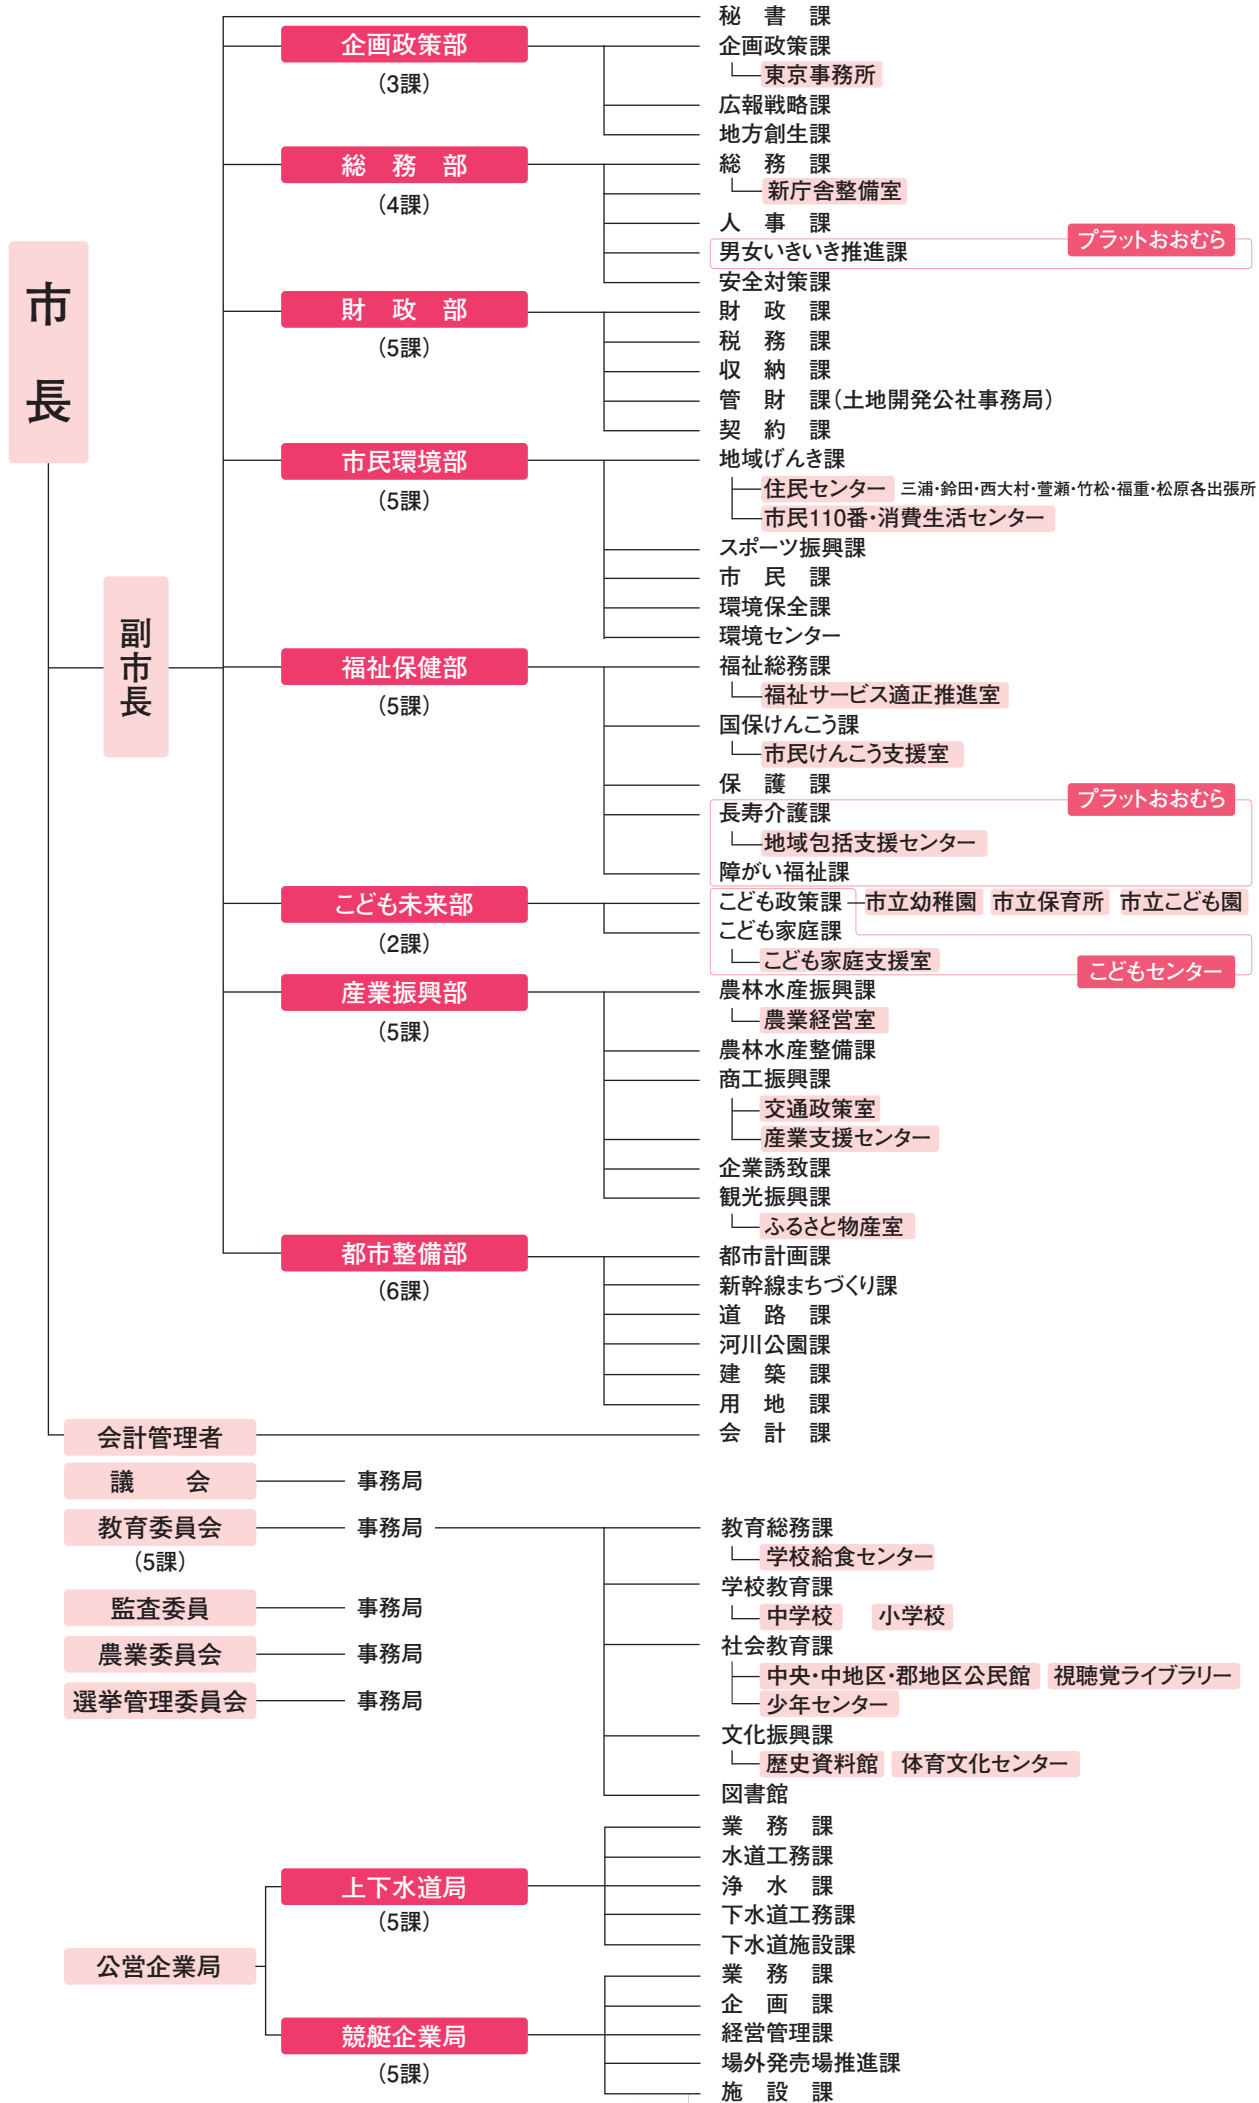 市長
副市長
秘書課
企画政策部
(3課)
企画政策課
東京事務所
広報戦略課
地方創生課
総務部
(4課)
総務課
新庁舎整備室
人事課
プラットおおむら
男女いきいき推進課
安全対策課
財政部
(5課)
財政課
税務課
収納課
管財課(土地開発公社事務局)
契約課
市民環境部
(5課)
地域げんき課
住民センター 三浦・鈴田・西大村・萱瀬・竹松・福重・松原各出張所
市民110番・消費生活センター
スポーツ振興課
市民課
環境保全課
環境センター
福祉保健部
(5課)
福祉総務課
福祉サービス適正推進室
国保けんこう課
市民けんこう支援室
保護課
プラットおおむら
長寿介護課
地域包括支援センター
障がい福祉課
こども未来部
(2課)
こども政策課 市立幼稚園 市立保育所 市立こども園
こども家庭課
こども家庭支援室
こどもセンター
産業振興部
(5課)
農林水産振興課
農業経営室
農林水産整備課
商工振興課
交通政策室
産業支援センター
企業誘致課
観光振興課
ふるさと物産室
都市整備部
(6課)
都市計画課
新幹線まちづくり課
道路課
河川公園課
建築課
用地課
会計管理者 会計課
議会 事務局
教育委員会 事務局
(5課)
教育総務課
学校給食センター
学校教育課
中学校 小学校
社会教育課
中央・中地区・郡地区公民館 視聴覚ライブラリー
少年センター
文化振興課
歴史資料館 体育文化センター
図書館
監査委員 事務局
農業委員会 事務局
選挙管理委員会 事務局
公営企業局
上下水道局
(5課)
業務課
水道工務課
浄水課
下水道工務課
下水道施設課
競艇企業局
(5課)
業務課
企画課
経営管理課
場外発売場推進課
施設課